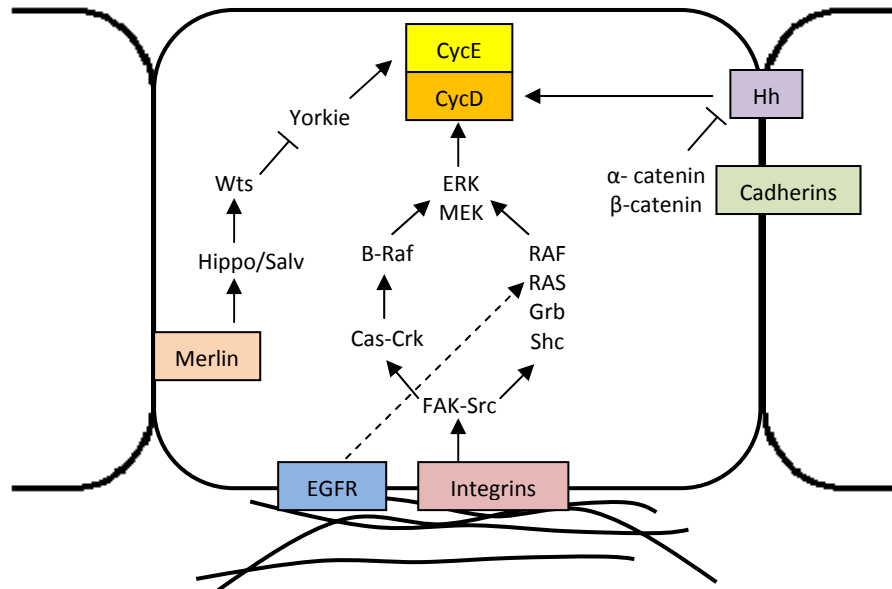 CycE
CycD
Hh
Yorkie
Wts
ERK
MEK
α- catenin
β-catenin
Cadherins
Hippo/Salv
B-Raf
RAF
RAS
Grb
Shc
Cas-Crk
Merlin
FAK-Src
EGFR
Integrins